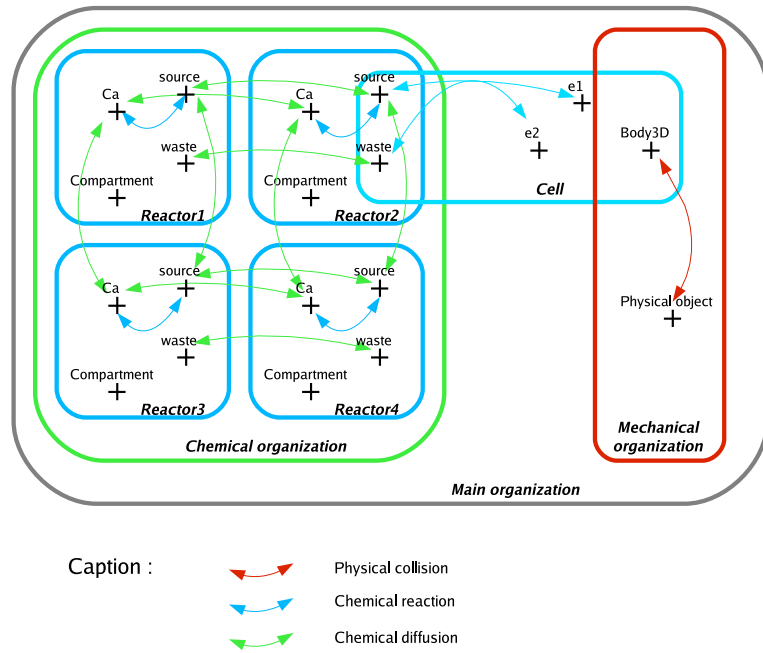 source
source
Ca
Ca
e1
waste
waste
e2
Body3D
Compartment
Compartment
Cell
Reactor1
Reactor2
source
source
Ca
Ca
Physical object
waste
waste
Compartment
Compartment
Reactor3
Reactor4
Mechanical
organization
Chemical organization
Main organization
Caption :
Physical collision
Chemical reaction
Chemical diffusion